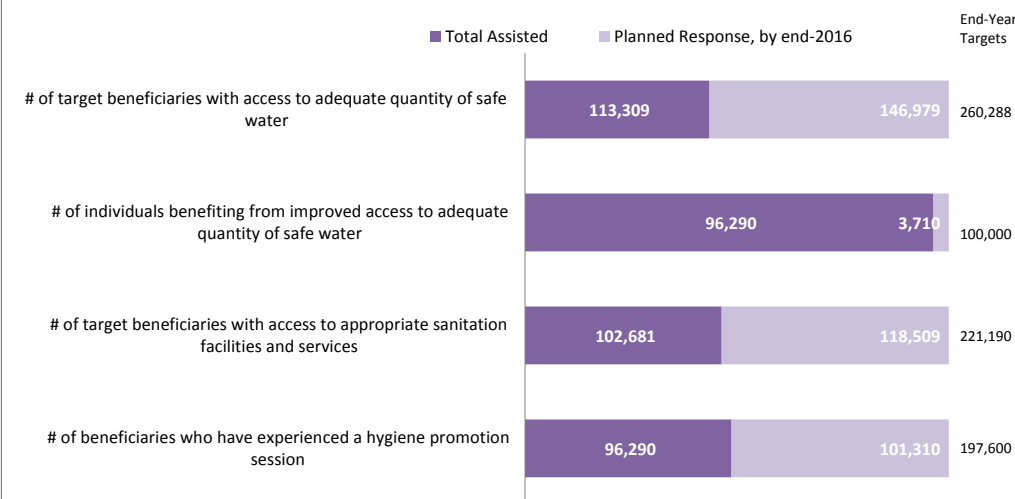 Total Assisted
Planned Response, by end-2016
End-Year
Targets
# of target beneficiaries with access to adequate quantity of safe
water
113,309
146,979
260,288
# of individuals benefiting from improved access to adequate
quantity of safe water
96,290
3,710
100,000
# of target beneficiaries with access to appropriate sanitation
facilities and services
102,681
118,509
221,190
# of beneficiaries who have experienced a hygiene promotion
session
96,290
101,310
197,600